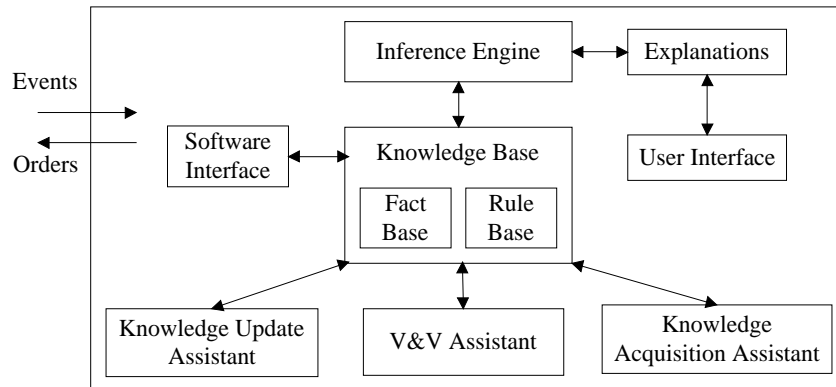 Inference Engine
Explanations
Events
Orders
Software
Interface
Knowledge Base
User Interface
Fact
Base
Rule
Base
Knowledge Update
Assistant
V&V Assistant
Knowledge
Acquisition Assistant